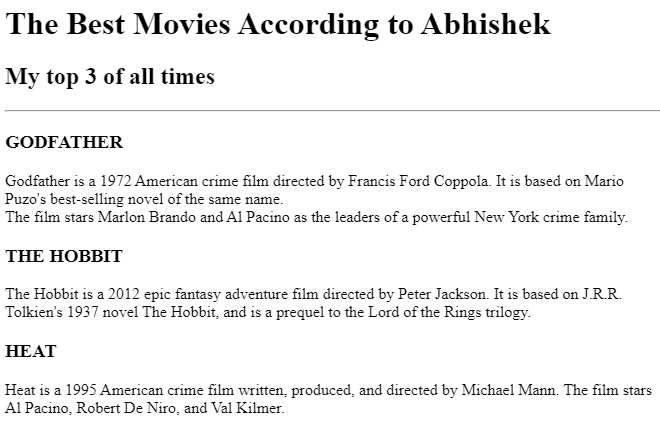 The Best Movies According to Abhishek
My top 3 of all times
GODFATHER
Godfather is a 1972 American crime film directed by Francis Ford Coppola. It is based on Mario
Puzo's best-selling novel of the same name.
The film stars Marlon Brando and Al Pacino as the leaders of a powerful New York crime family.
THE HOBBIT
The Hobbit is a 2012 epic fantasy adventure film directed by Peter Jackson. It is based on J.R.R.
Tolkien's 1937 novel The Hobbit, and is a prequel to the Lord of the Rings trilogy.
HEAT
Heat is a 1995 American crime film written, produced, and directed by Michael Mann. The film stars
Al Pacino, Robert De Niro, and Val Kilmer.